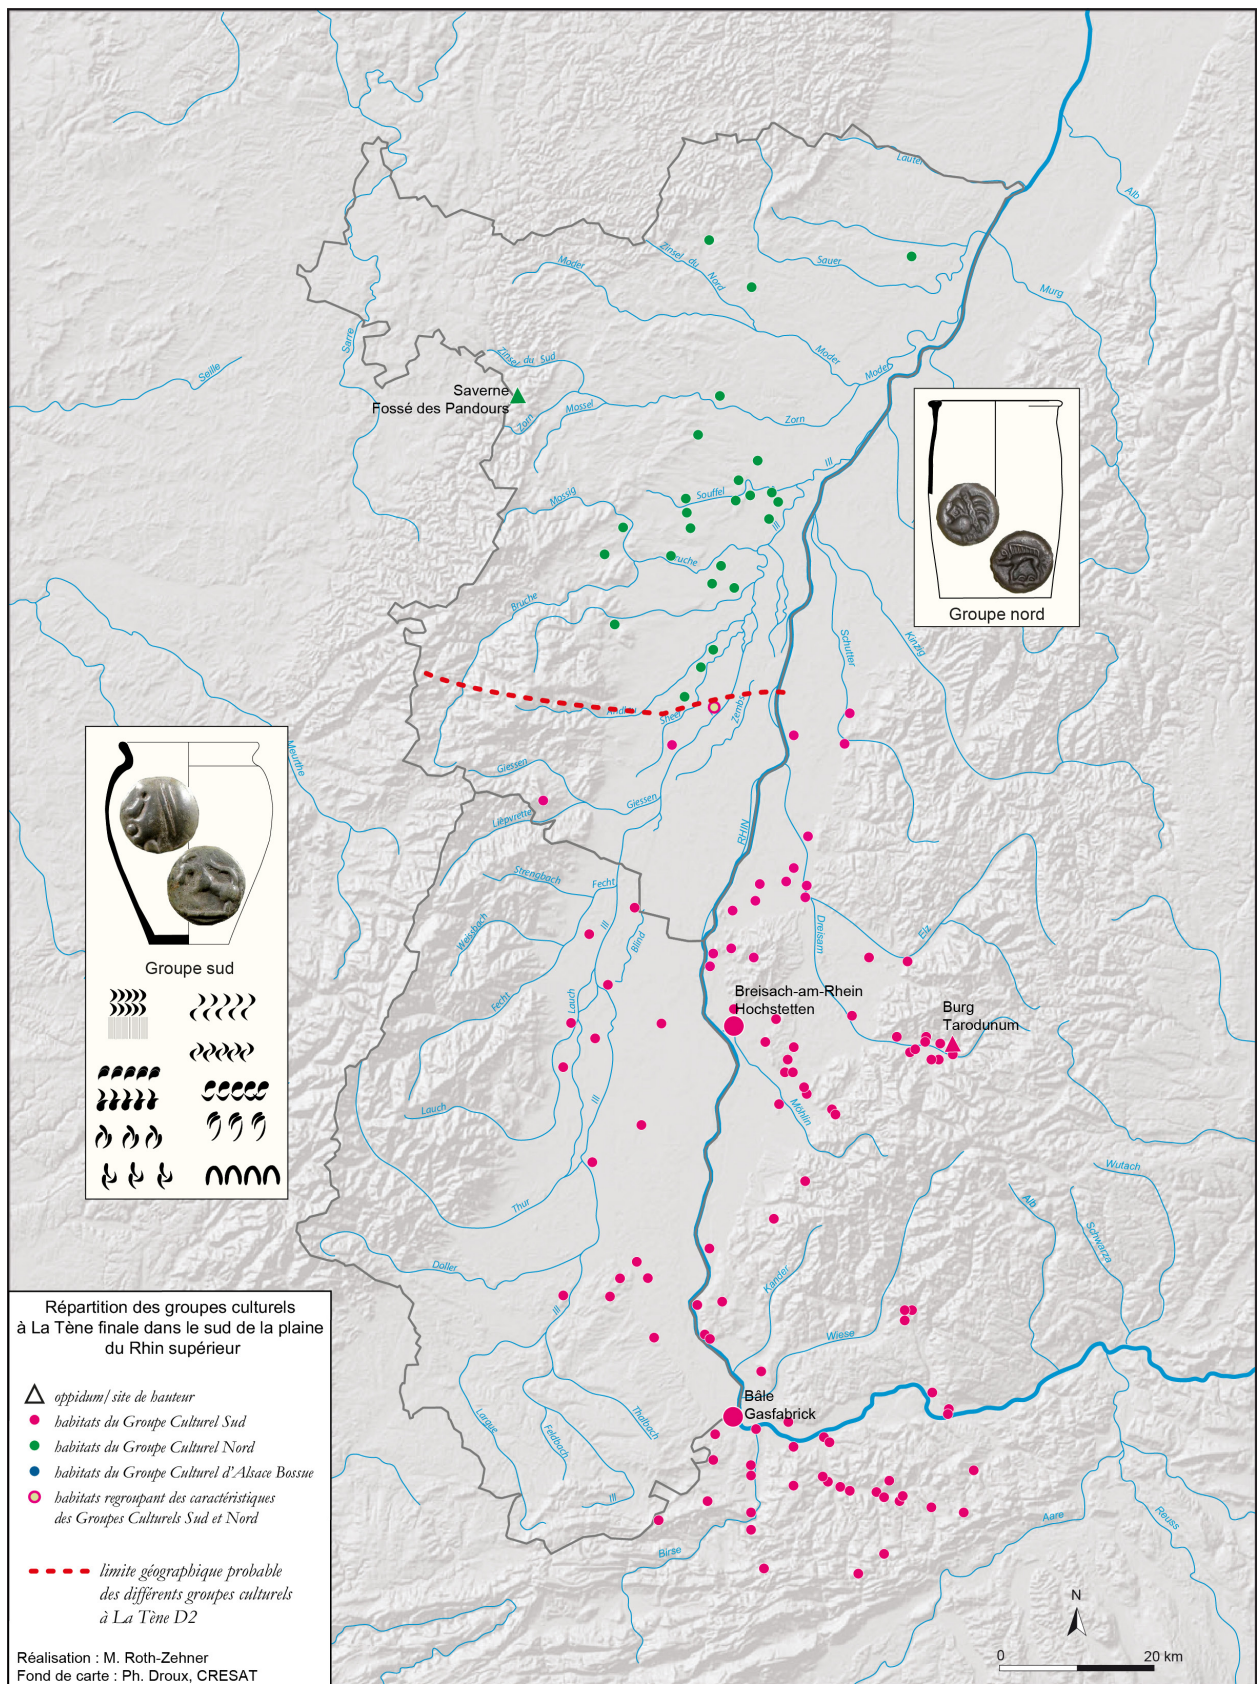 Lauter
Alb
Zinsel du Nord
Moder
Sauer
Murg
Sarre
Seille
Zinsel du Sud
Moder
Moder
Saverne
Fossé des Pandours
Zorn
Mossel
Zorn
Ill
Mossig
Souffel
Ill
Bruche
Bruche
Groupe nord
Schutter
Kinzig
Andlau
Sheer
Zembs
Meurthe
Giessen
Giessen
Lièpvrette
RHIN
Strengbach
Fecht
Weissbach
Ill
Blind
Dreisam
Elz
Groupe sud
Fecht
Lauch
Breisach-am-Rhein
Hochstetten
Burg
Tarodunum
Lauch
Ill
Möhlin
Thur
Wutach
Alb
Schwarza
Doller
Kander
Ill
Wiese
Bâle
Gasfabrick
Largue
Feldbach
Thalbach
Ill
Birse
Aare
Reuss
Répartition des groupes culturels
à La Tène finale dans le sud de la plaine
du Rhin supérieur
oppidum/site de hauteur
habitats du Groupe Culturel Sud
habitats du Groupe Culturel Nord
habitats du Groupe Culturel d'Alsace Bossue
habitats regroupant des caractéristiques
des Groupes Culturels Sud et Nord
limite géographique probable
des différents groupes culturels
à La Tène D2
Réalisation : M. Roth-Zehner
Fond de carte : Ph. Droux, CRESAT
N
0 20 km